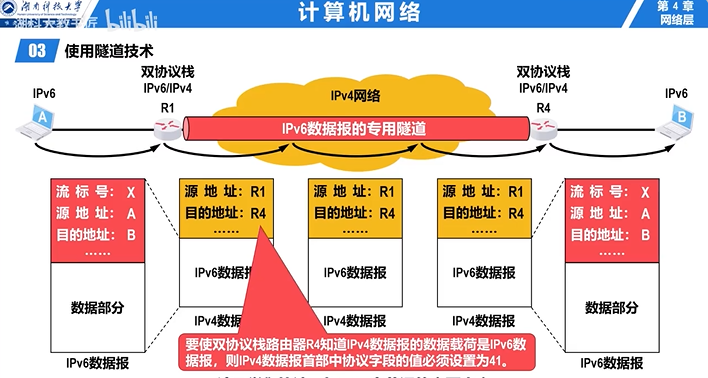 湖南科技大学
计算机网络
第 4 章
网络层
bilibili
03 使用隧道技术
IPv6
双协议栈
IPv6/IPv4
R1
IPv4网络
双协议栈
IPv6/IPv4
R4
IPv6
A
IPv6数据报的专用隧道
B
流标号：X
源地址：A
目的地址：B
……
数据部分
IPv6数据报
源地址：R1
目的地址：R4
……
IPv6数据报
IPv4数据报
源地址：R1
目的地址：R4
……
IPv6数据报
IPv4数据报
源地址：R1
目的地址：R4
……
IPv6数据报
IPv4数据报
流标号：X
源地址：A
目的地址：B
……
数据部分
IPv6数据报
要使双协议栈路由器R4知道IPv4数据报的数据载荷是IPv6数
据报，则IPv4数据报首部中协议字段的值必须设置为41。